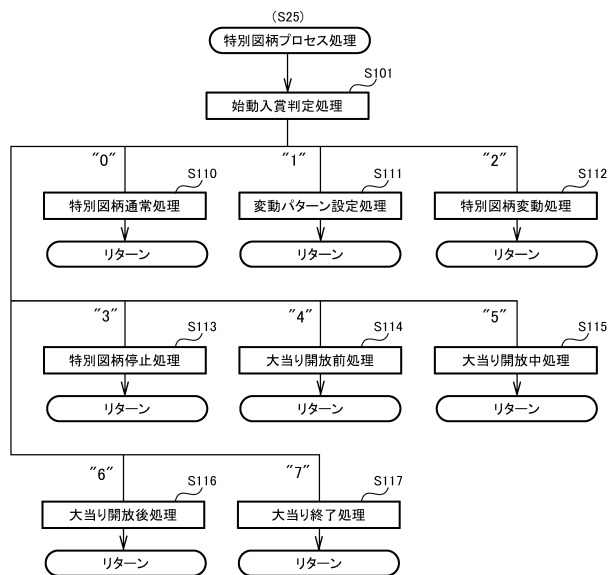 (S25)
特別図柄プロセス処理
S101
始動入賞判定処理
"0"
"1"
"2"
S110
S111
S112
特別図柄通常処理
変動パターン設定処理
特別図柄変動処理
リターン
リターン
リターン
"3"
"4"
"5"
S113
S114
S115
特別図柄停止処理
大当り開放前処理
大当り開放中処理
リターン
リターン
リターン
"6"
"7"
S116
S117
大当り開放後処理
大当り終了処理
リターン
リターン